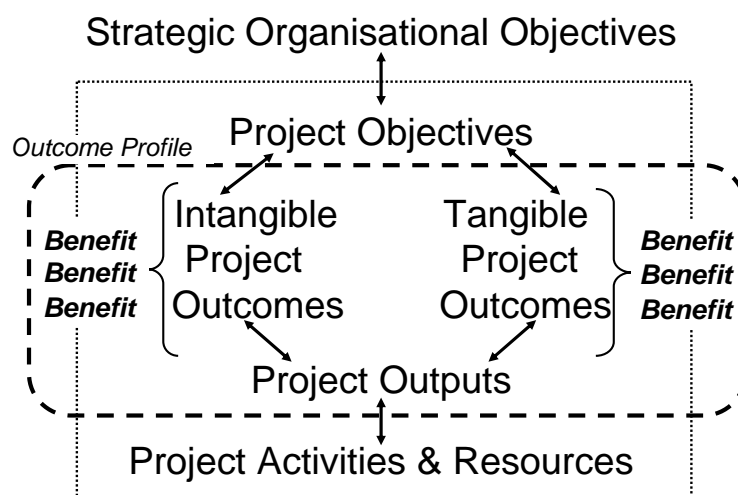 Strategic Organisational Objectives
Project Objectives
Outcome Profile
Intangible
Project
Outcomes
Tangible
Project
Outcomes
Benefit
Benefit
Benefit
Benefit
Benefit
Benefit
Project Outputs
Project Activities & Resources